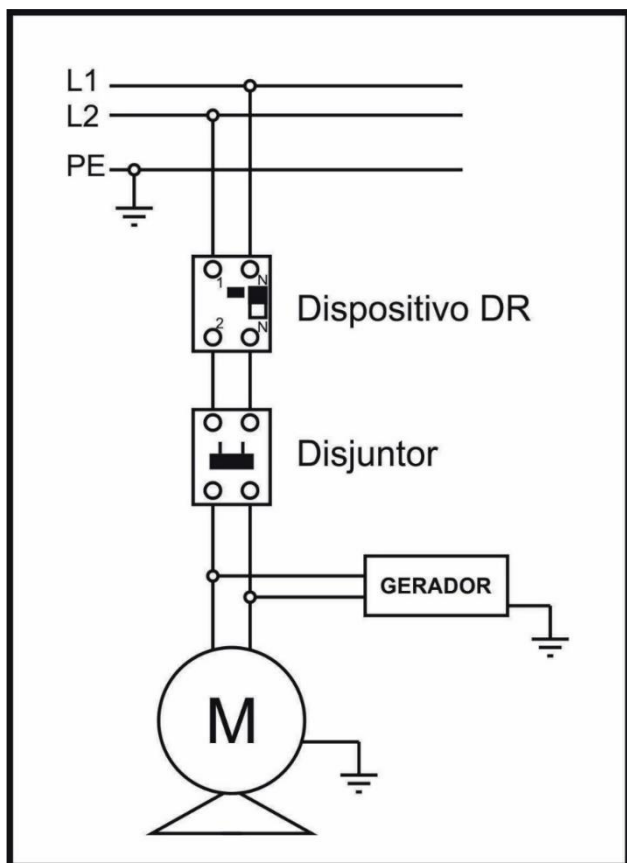 L1
L2
PE
1 N
Dispositivo DR
2 N
Disjuntor
GERADOR
M